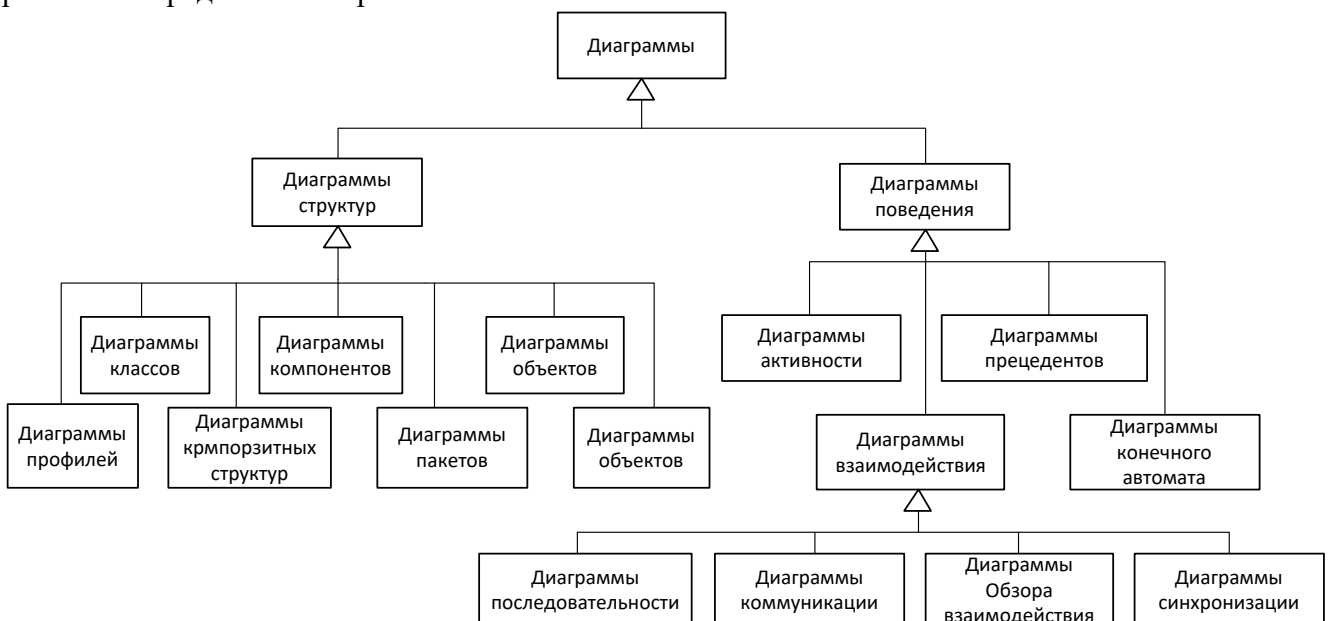 Диаграммы
Диаграммы
структур
Диаграммы
поведения
Диаграммы
классов
Диаграммы
компонентов
Диаграммы
объектов
Диаграммы
активности
Диаграммы
прецедентов
Диаграммы
профилей
Диаграммы
крмпорзитных
структур
Диаграммы
пакетов
Диаграммы
объектов
Диаграммы
взаимодействия
Диаграммы
конечного
автомата
Диаграммы
последовательности
Диаграммы
коммуникации
Диаграммы
Обзора
взаимодействия
Диаграммы
синхронизации